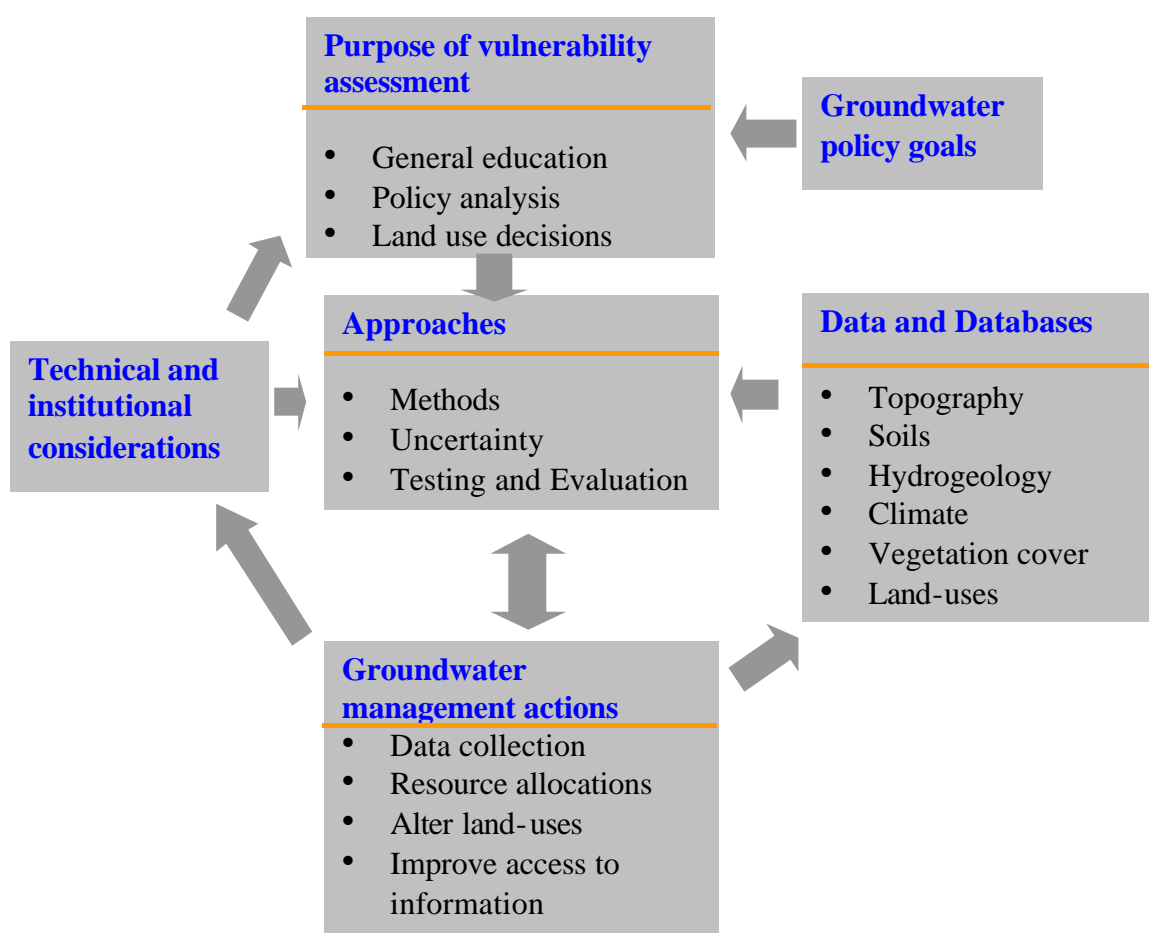 Purpose of vulnerability
assessment
• General education
• Policy analysis
• Land use decisions
Groundwater
policy goals
Technical and
institutional
considerations
Approaches
• Methods
• Uncertainty
• Testing and Evaluation
Data and Databases
• Topography
• Soils
• Hydrogeology
• Climate
• Vegetation cover
• Land-uses
Groundwater
management actions
• Data collection
• Resource allocations
• Alter land-uses
• Improve access to
information